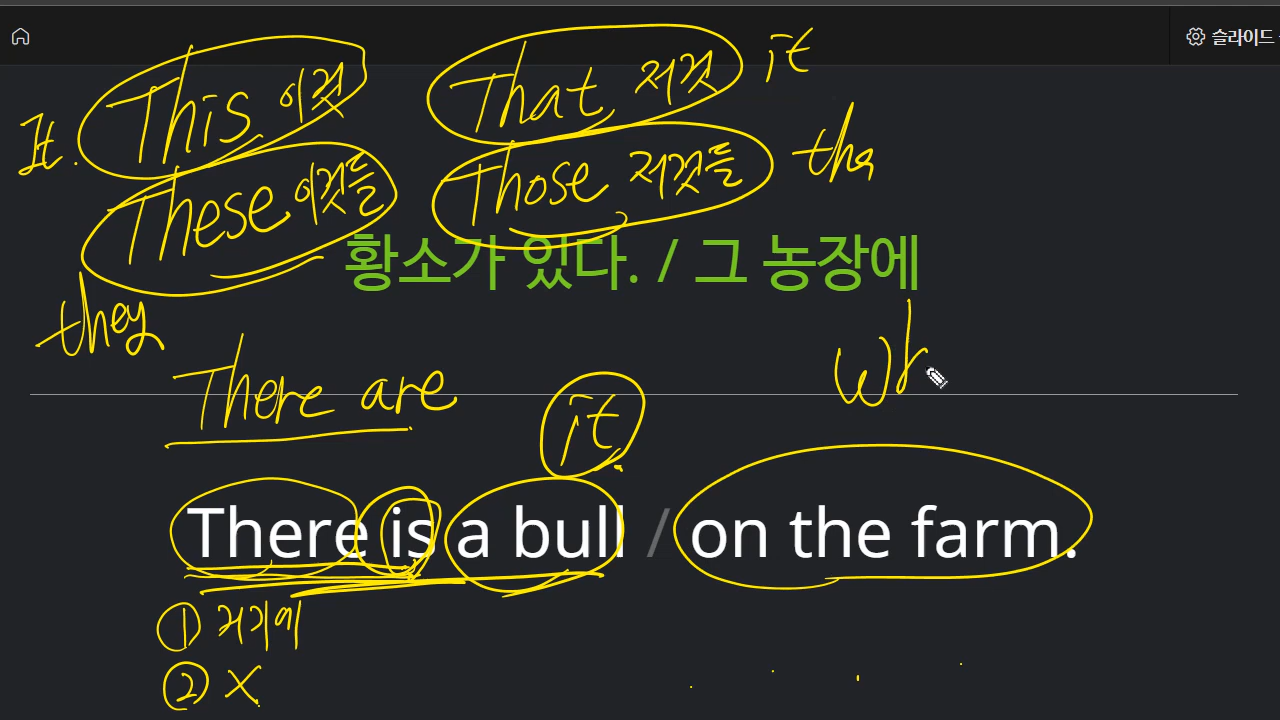 슬라이드
It. This 이것 That 저것 it
These 이것들 Those 저것들 the
황소가 있다. / 그 농장에
they
There are
it.
There is a bull / on the farm.
① 거기에
② X